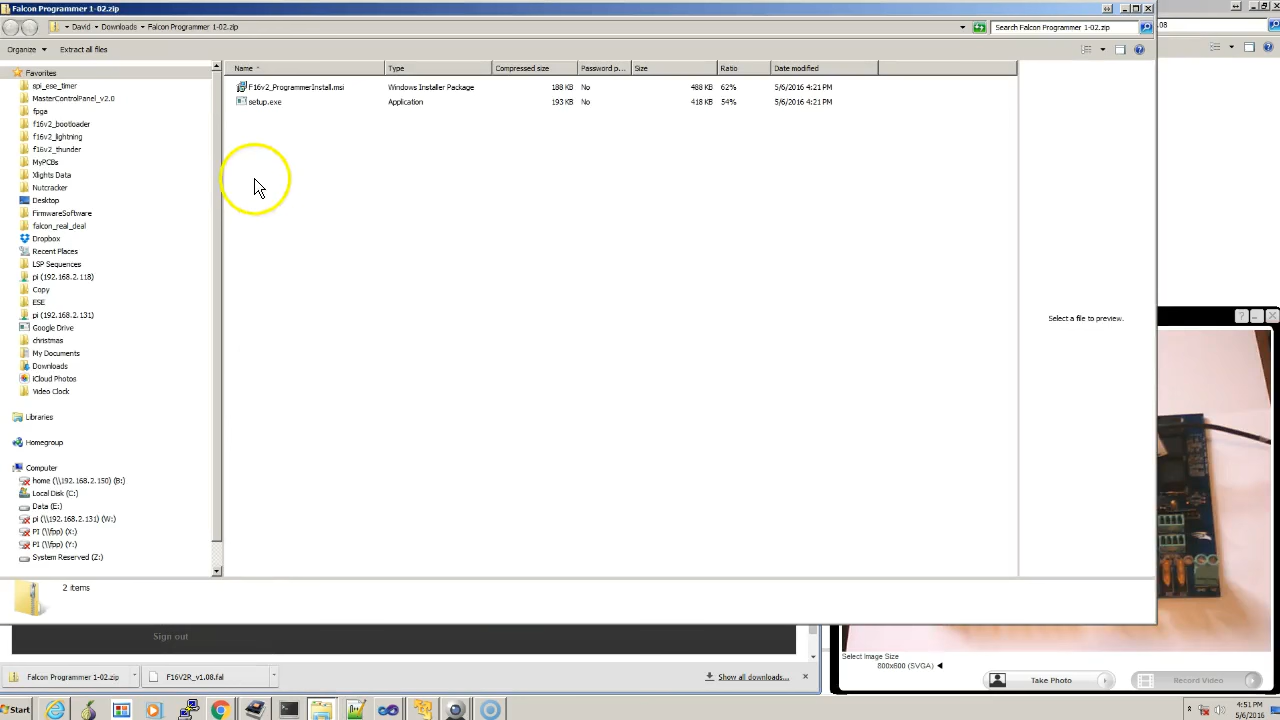 Falcon Programmer 1-02.zip
David ▸ Downloads ▸ Falcon Programmer 1-02.zip
Search Falcon Programmer 1-02.zip
.08
Organize
Extract all files
Name Type Compressed size Password p... Size Ratio Date modified
F16v2_ProgrammerInstall.msi Windows Installer Package 188 KB No 488 KB 62% 5/6/2016 4:21 PM
setup.exe Application 193 KB No 418 KB 54% 5/6/2016 4:21 PM
Favorites
spi_ese_timer
MasterControlPanel_v2.0
fpga
f16v2_bootloader
f16v2_lightning
f16v2_thunder
MyPCBs
Xlights Data
Nutcracker
Desktop
FirmwareSoftware
falcon_real_deal
Dropbox
Recent Places
LSP Sequences
pi (192.168.2.118)
Copy
ESE
pi (192.168.2.131)
Google Drive
christmas
My Documents
Downloads
iCloud Photos
Video Clock
Libraries
Homegroup
Computer
home (\\192.168.2.150) (B:)
Local Disk (C:)
Data (E:)
pi (\\192.168.2.131) (W:)
PI (\\fpp) (X:)
PI (\\fpp) (Y:)
System Reserved (Z:)
Select a file to preview.
2 items
Sign out
Select Image Size
800x600 (SVGA)
Take Photo
Record Video
Falcon Programmer 1-02.zip
F16V2R_v1.08.fal
Show all downloads...
Start
4:51 PM
5/6/2016